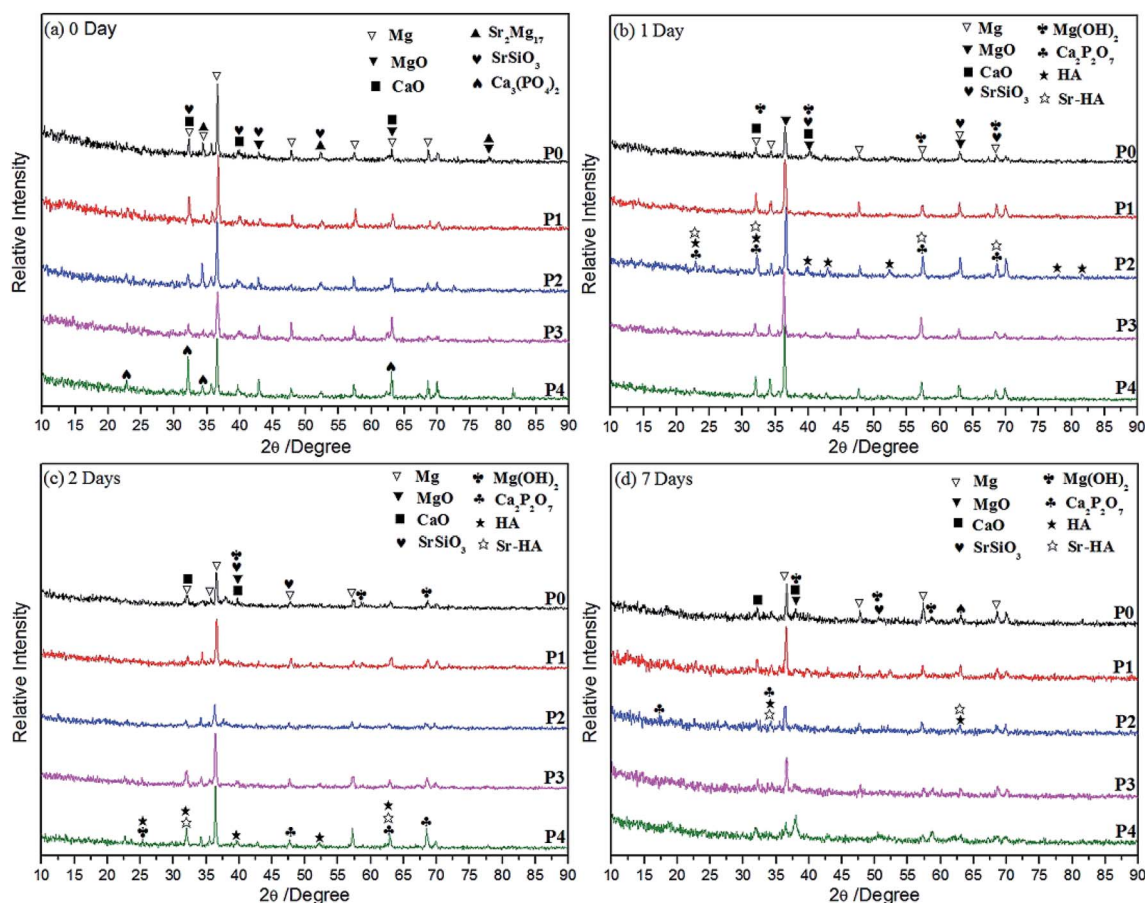 (a) 0 Day
▽ Mg
▲ Sr₂Mg₁₇
▼ MgO
♥ SrSiO₃
■ CaO
♠ Ca₃(PO₄)₂
P0
P1
P2
P3
P4
Relative Intensity
10 15 20 25 30 35 40 45 50 55 60 65 70 75 80 85 90
2θ /Degree
(b) 1 Day
▽ Mg
Mg(OH)₂
▼ MgO
♣ Ca₂P₂O₇
■ CaO
★ HA
♥ SrSiO₃
☆ Sr-HA
P0
P1
P2
P3
P4
Relative Intensity
10 15 20 25 30 35 40 45 50 55 60 65 70 75 80 85 90
2θ /Degree
(c) 2 Days
▽ Mg
Mg(OH)₂
▼ MgO
♣ Ca₂P₂O₇
■ CaO
★ HA
♥ SrSiO₃
☆ Sr-HA
P0
P1
P2
P3
P4
Relative Intensity
10 15 20 25 30 35 40 45 50 55 60 65 70 75 80 85 90
2θ /Degree
(d) 7 Days
▽ Mg
Mg(OH)₂
▼ MgO
♣ Ca₂P₂O₇
■ CaO
★ HA
♥ SrSiO₃
☆ Sr-HA
P0
P1
P2
P3
P4
Relative Intensity
10 15 20 25 30 35 40 45 50 55 60 65 70 75 80 85 90
2θ /Degree